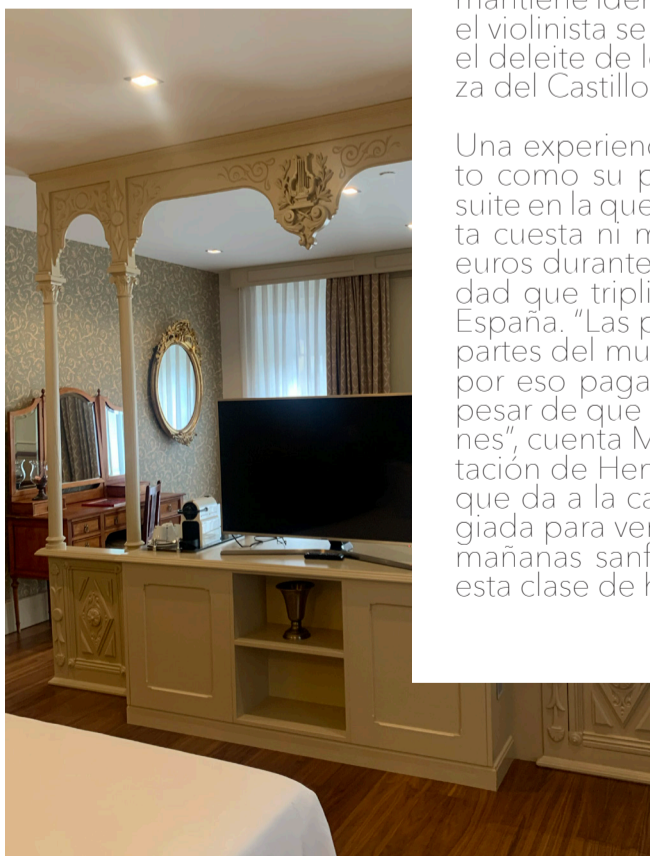 mantiene iden
el violinista se
el deleite de l
za del Castillo
Una experienc
to como su p
suite en la que
ta cuesta ni m
euros durante
dad que tripli
España. "Las p
partes del mu
por eso paga
pesar de que
nes", cuenta M
tación de Her
que da a la ca
giada para ver
mañanas sanf
esta clase de h